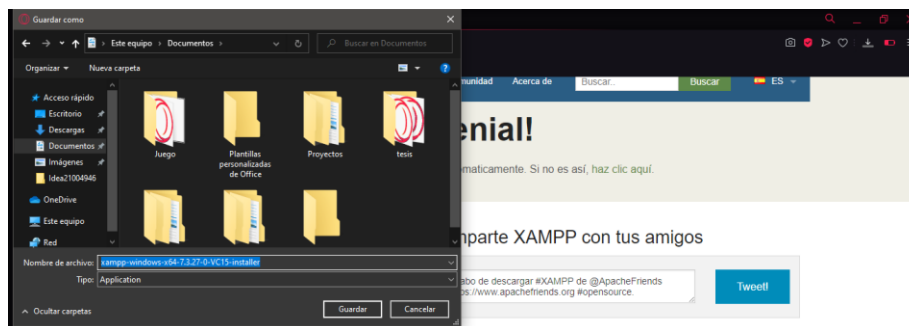 Guardar como
Este equipo > Documentos >
Buscar en Documentos
Organizar
Nueva carpeta
Acceso rápido
Escritorio
Descargas
Documentos
Imágenes
Idea21004946
OneDrive
Este equipo
Red
Juego
Plantillas
personalizadas
de Office
Proyectos
tesis
Nombre de archivo: xampp-windows-x64-7.3.27-0-VC15-installer
Tipo: Application
Ocultar carpetas
Guardar
Cancelar
munidad
Acerca de
Buscar...
Buscar
ES
enial!
maticamente. Si no es así, haz clic aquí.
nparte XAMPP con tus amigos
abo de descargar #XAMPP de @ApacheFriends
ps://www.apachefriends.org #opensource.
Tweet!